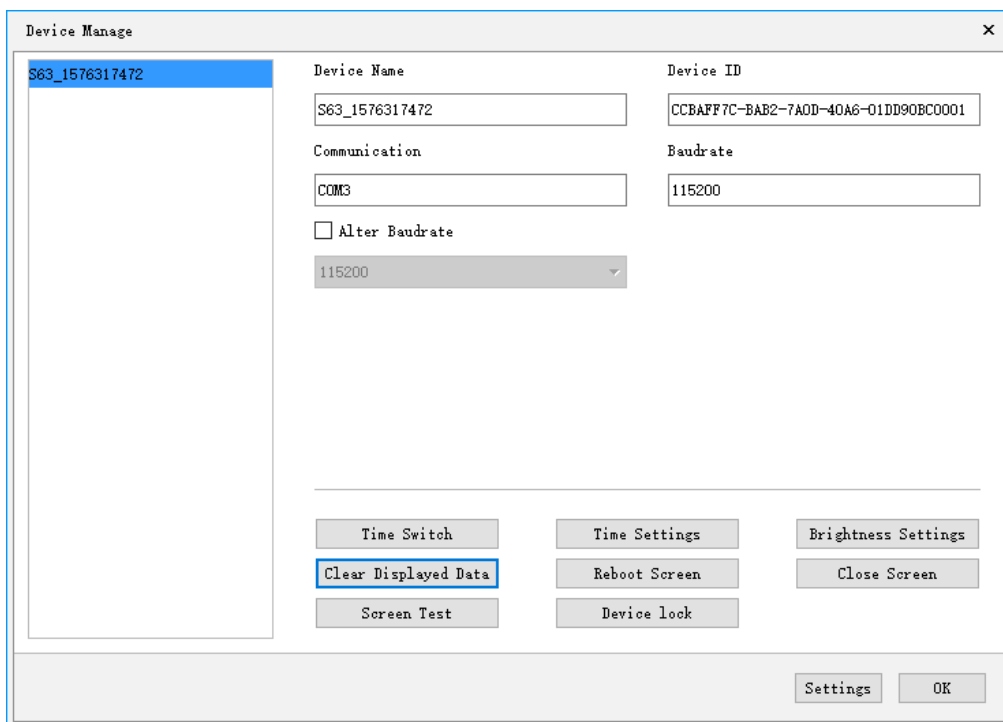 Device Manage
S63_1576317472
Device Name
Device ID
S63_1576317472
CCBAFF7C-BAB2-7A0D-40A6-01DD90BC0001
Communication
Baudrate
COM3
115200
Alter Baudrate
115200
Time Switch
Time Settings
Brightness Settings
Clear Displayed Data
Reboot Screen
Close Screen
Screen Test
Device lock
Settings
OK